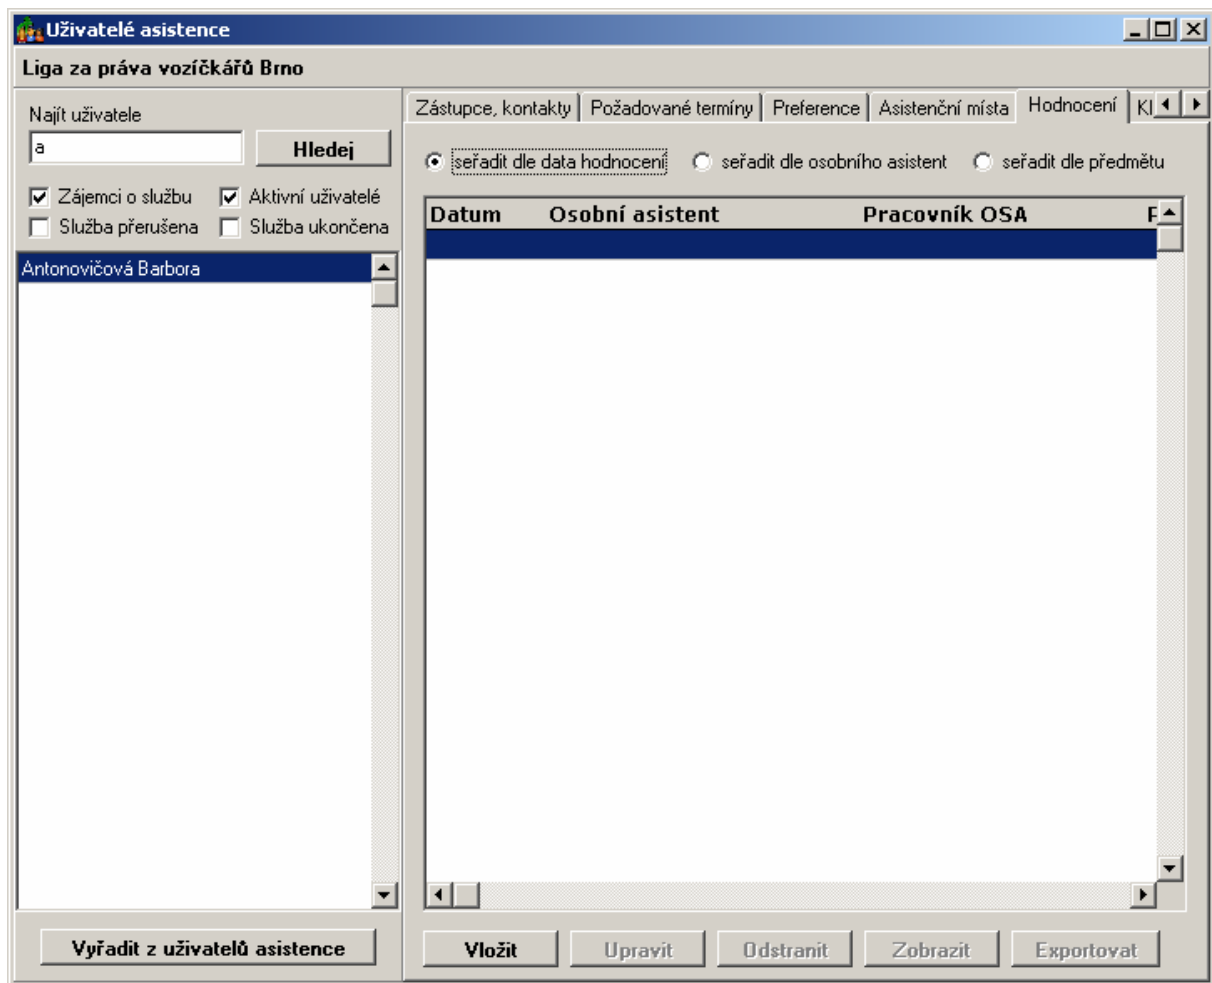 Uživatelé asistence
Liga za práva vozíčkářů Brno
Najít uživatele
a
Hledej
Zájemci o službu Aktivní uživatelé
Služba přerušena Služba ukončena
Antonovičová Barbora
Vyřadit z uživatelů asistence
Zástupce, kontakty Požadované termíny Preference Asistenční místa Hodnocení Kl
seřadit dle data hodnocení seřadit dle osobního asistent seřadit dle předmětu
Datum Osobní asistent Pracovník OSA
Vložit Upravit Odstranit Zobrazit Exportovat